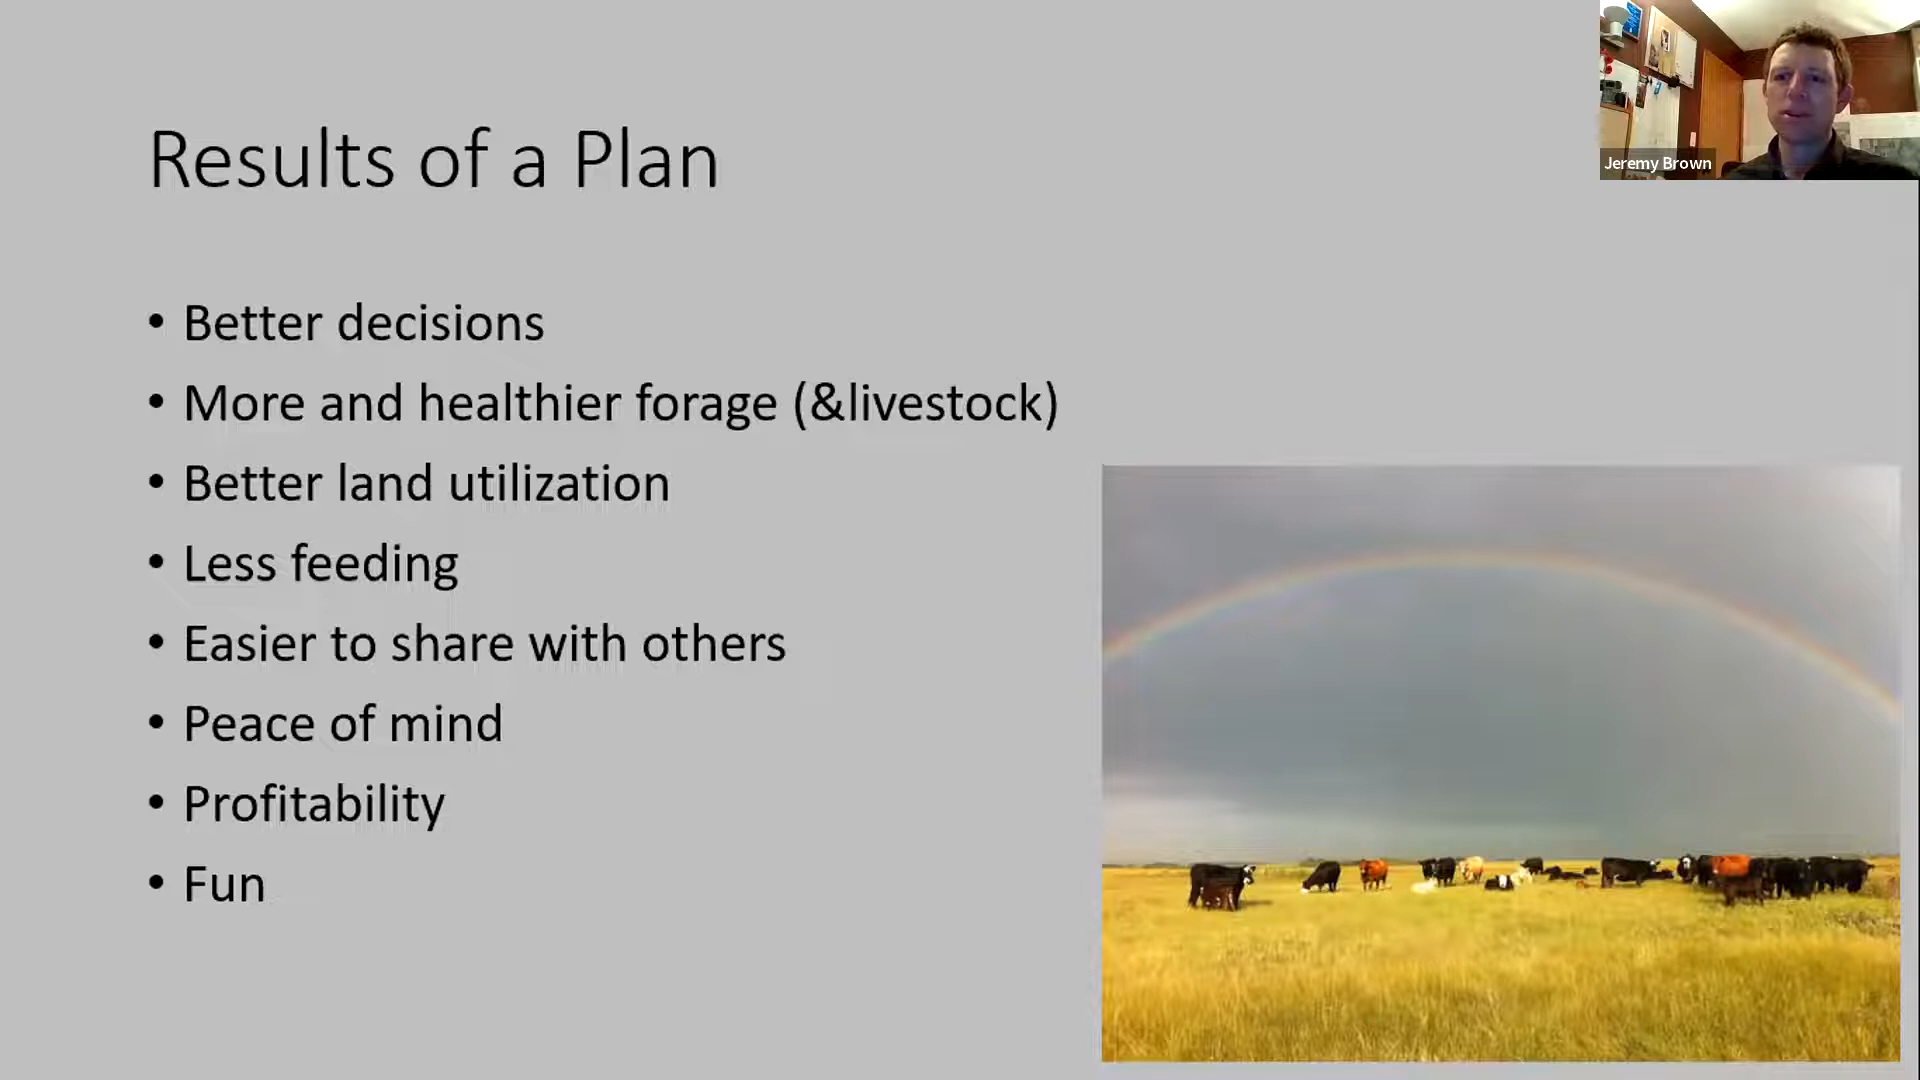 Results of a Plan
• Better decisions
• More and healthier forage (&livestock)
• Better land utilization
• Less feeding
• Easier to share with others
• Peace of mind
• Profitability
• Fun
Jeremy Brown